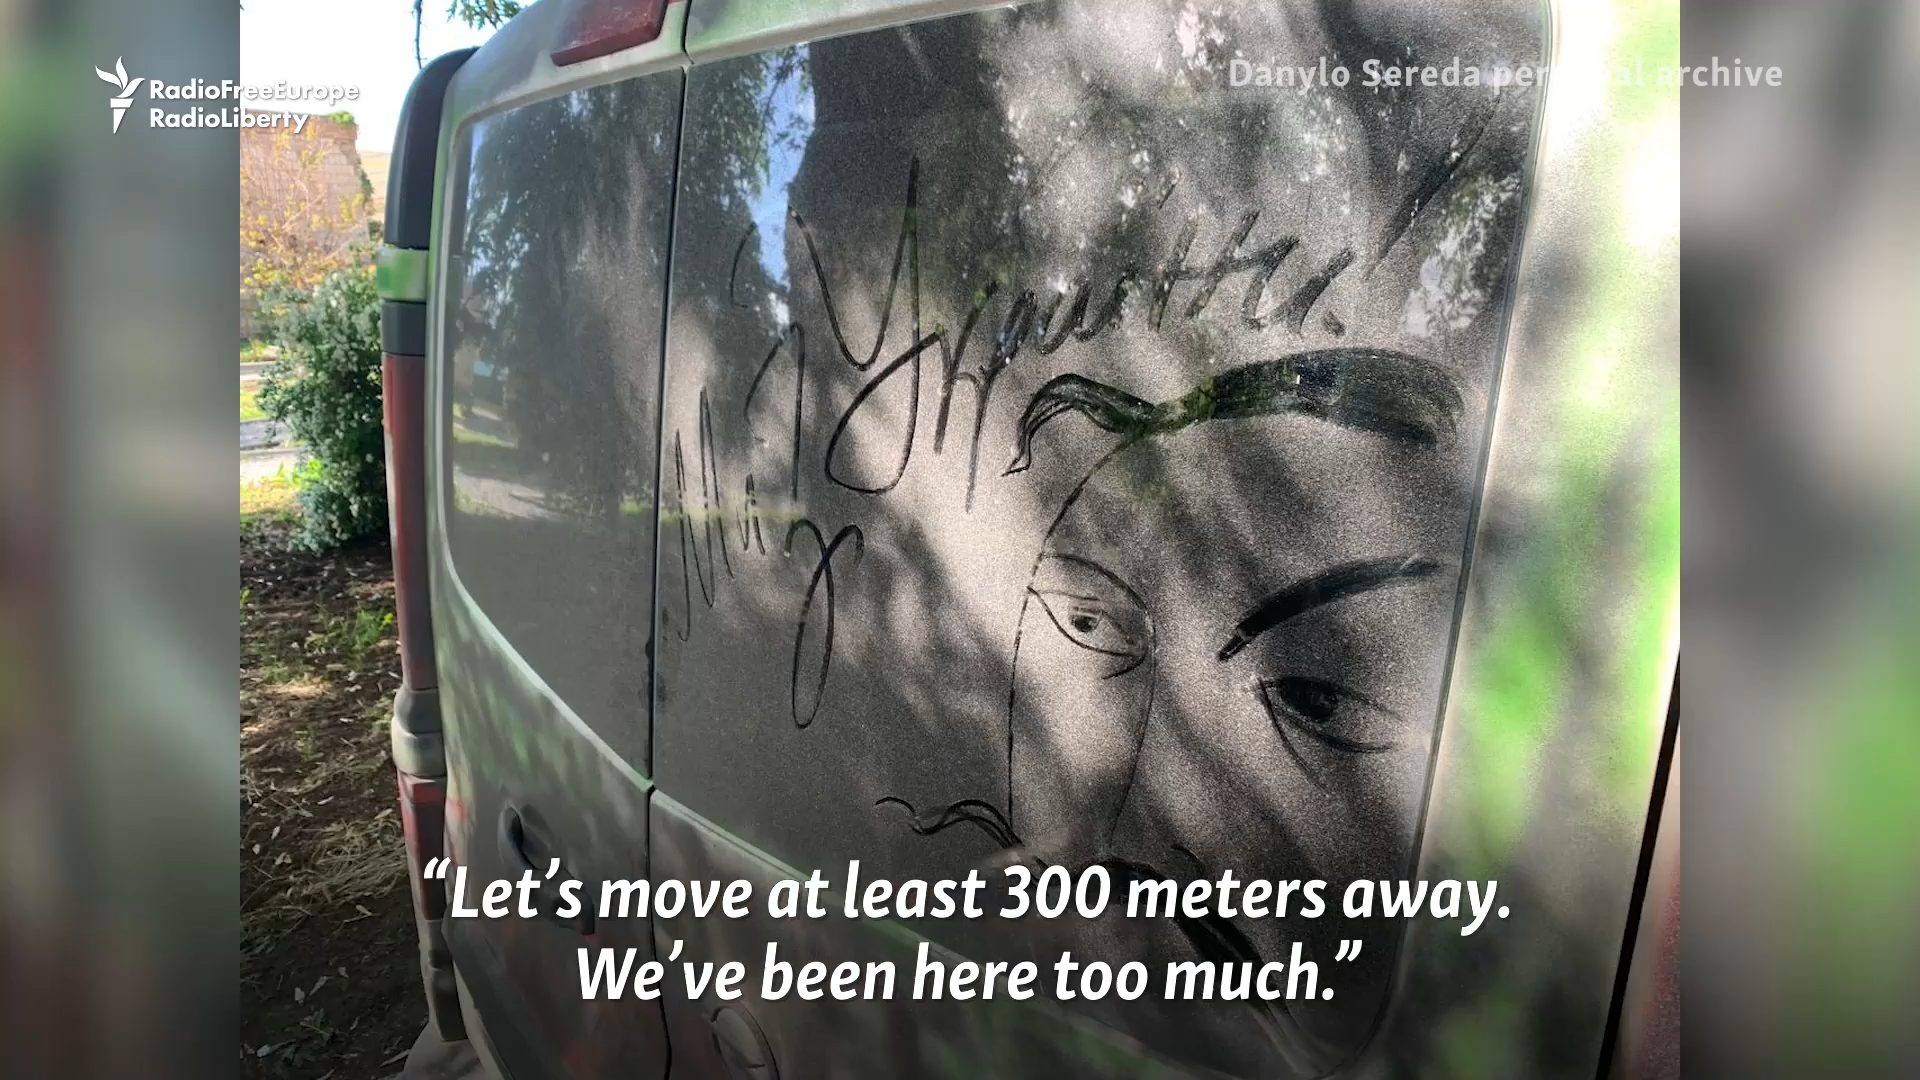 RadioFreeEurope
RadioLiberty
Danylo Sereda personal archive
Ми з України!
“Let’s move at least 300 meters away.
We’ve been here too much.”